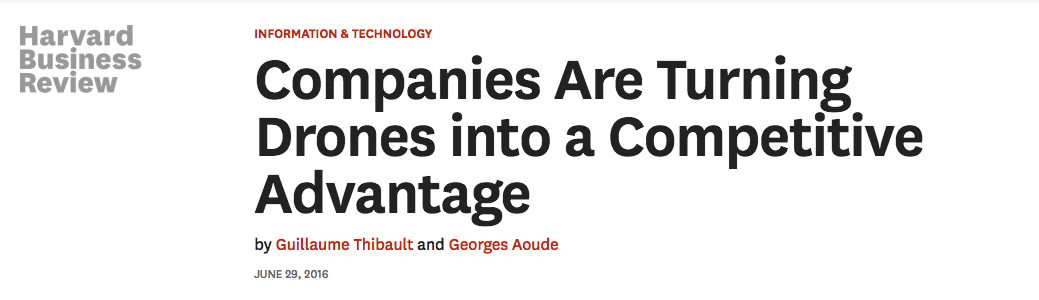 Harvard
Business
Review
INFORMATION & TECHNOLOGY
Companies Are Turning
Drones into a Competitive
Advantage
by Guillaume Thibault and Georges Aoude
JUNE 29, 2016